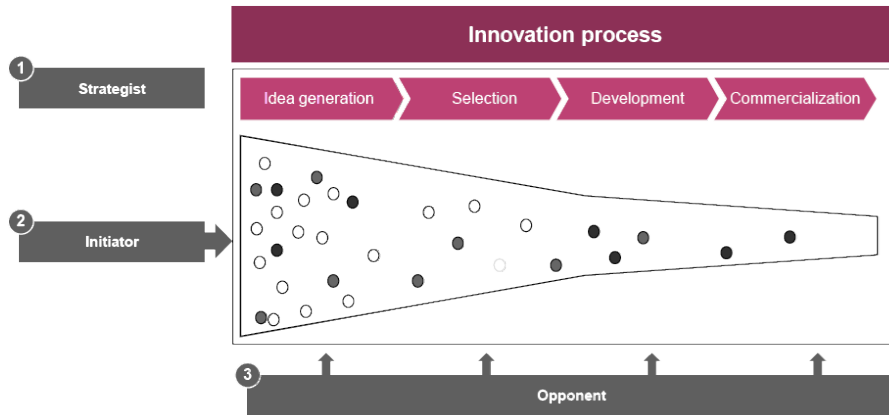 Innovation process
1
Strategist
Idea generation
Selection
Development
Commercialization
2
Initiator
3
Opponent